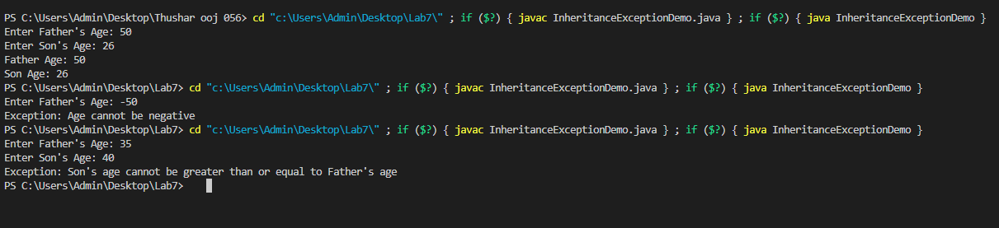 PS C:\Users\Admin\Desktop\Thushar ooj 056> cd "c:\Users\Admin\Desktop\Lab7\" ; if ($?) { javac InheritanceExceptionDemo.java } ; if ($?) { java InheritanceExceptionDemo }
Enter Father's Age: 50
Enter Son's Age: 26
Father Age: 50
Son Age: 26
PS C:\Users\Admin\Desktop\Lab7> cd "c:\Users\Admin\Desktop\Lab7\" ; if ($?) { javac InheritanceExceptionDemo.java } ; if ($?) { java InheritanceExceptionDemo }
Enter Father's Age: -50
Exception: Age cannot be negative
PS C:\Users\Admin\Desktop\Lab7> cd "c:\Users\Admin\Desktop\Lab7\" ; if ($?) { javac InheritanceExceptionDemo.java } ; if ($?) { java InheritanceExceptionDemo }
Enter Father's Age: 35
Enter Son's Age: 40
Exception: Son's age cannot be greater than or equal to Father's age
PS C:\Users\Admin\Desktop\Lab7>